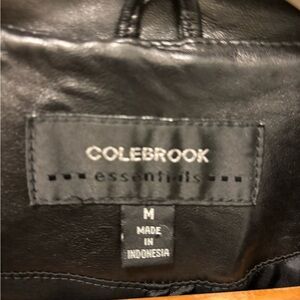 COLEBROOK
essentials
M
MADE
IN
INDONESIA